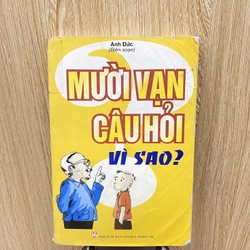 Anh Đức
(Biên soạn)
MƯỜI VẠN
CÂU HỎI
VÌ SAO?